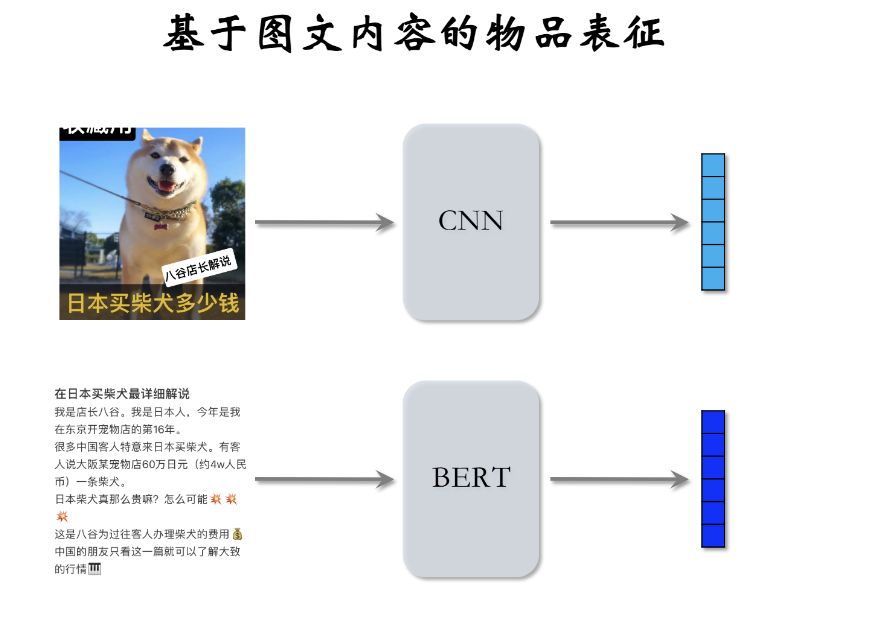 基于图文内容的物品表征
收藏用
八谷店长解说
日本买柴犬多少钱
CNN
在日本买柴犬最详细解说
我是店长八谷。我是日本人，今年是我
在东京开宠物店的第16年。
很多中国客人特意来日本买柴犬。有客
人说大阪某宠物店60万日元（约4w人民
币）一条柴犬。
日本柴犬真那么贵嘛？怎么可能💥💥
💥
这是八谷为过往客人办理柴犬的费用💰
中国的朋友只看这一篇就可以了解大致
的行情🎹
BERT